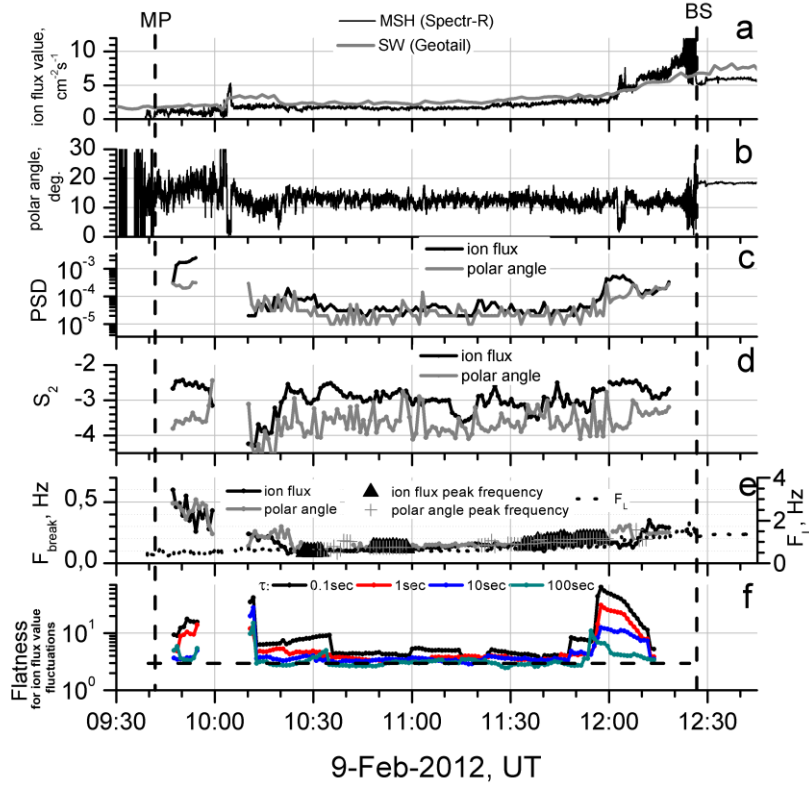 MP
BS
MSH (Spectr-R)
SW (Geotail)
a
ion flux value,
cm⁻²s⁻¹
10
5
0
b
polar angle,
deg.
30
20
10
0
c
ion flux
polar angle
PSD
10⁻³
10⁻⁴
10⁻⁵
d
ion flux
polar angle
S₂
-2
-3
-4
e
ion flux
polar angle
ion flux peak frequency
polar angle peak frequency
F_L
F_break, Hz
0,5
0,0
4
2
0
F_L, Hz
f
τ: 0.1sec 1sec 10sec 100sec
Flatness
for ion flux value
fluctuations
10¹
10⁰
09:30 10:00 10:30 11:00 11:30 12:00 12:30
9-Feb-2012, UT